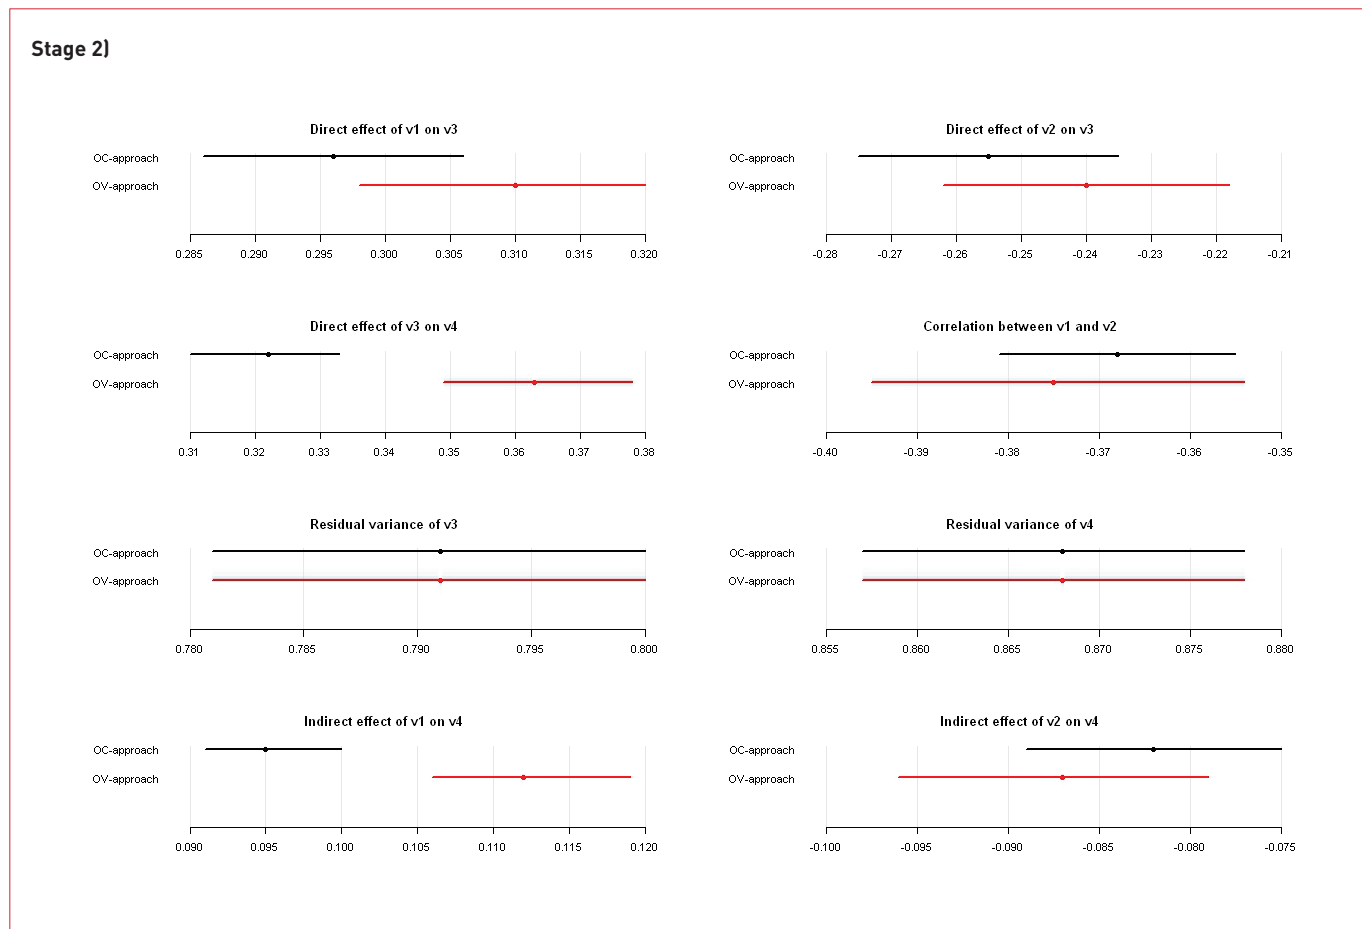 Stage 2)
Direct effect of v1 on v3
OC-approach
OV-approach
0.285 0.290 0.295 0.300 0.305 0.310 0.315 0.320
Direct effect of v2 on v3
OC-approach
OV-approach
-0.28 -0.27 -0.26 -0.25 -0.24 -0.23 -0.22 -0.21
Direct effect of v3 on v4
OC-approach
OV-approach
0.31 0.32 0.33 0.34 0.35 0.36 0.37 0.38
Correlation between v1 and v2
OC-approach
OV-approach
-0.40 -0.39 -0.38 -0.37 -0.36 -0.35
Residual variance of v3
OC-approach
OV-approach
0.780 0.785 0.790 0.795 0.800
Residual variance of v4
OC-approach
OV-approach
0.855 0.860 0.865 0.870 0.875 0.880
Indirect effect of v1 on v4
OC-approach
OV-approach
0.090 0.095 0.100 0.105 0.110 0.115 0.120
Indirect effect of v2 on v4
OC-approach
OV-approach
-0.100 -0.095 -0.090 -0.085 -0.080 -0.075